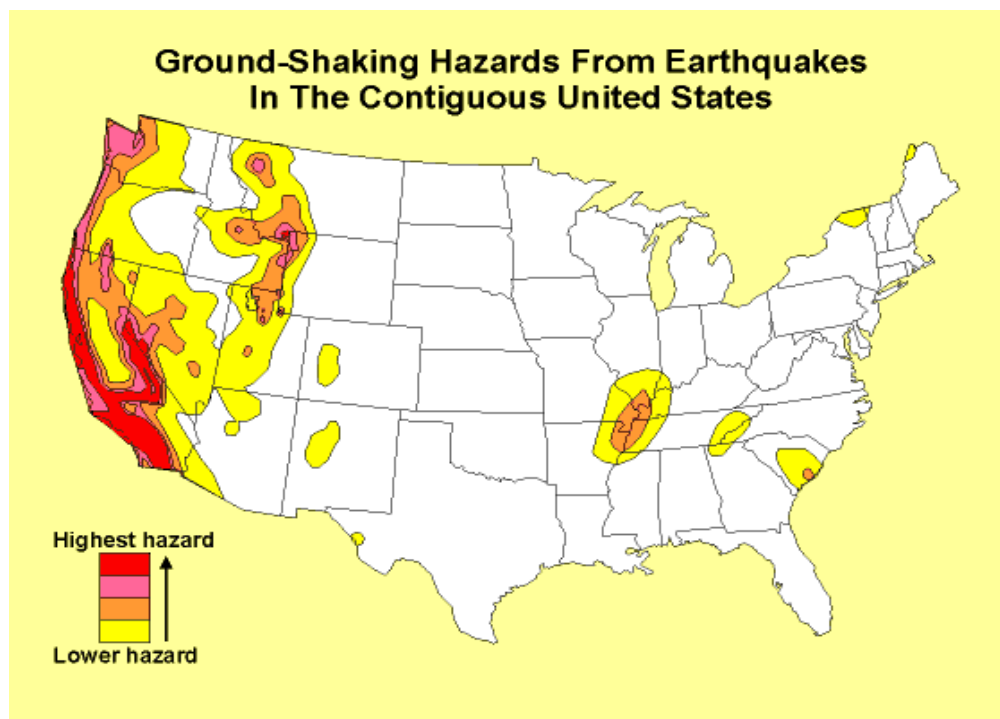 Ground-Shaking Hazards From Earthquakes
In The Contiguous United States
Highest hazard
Lower hazard